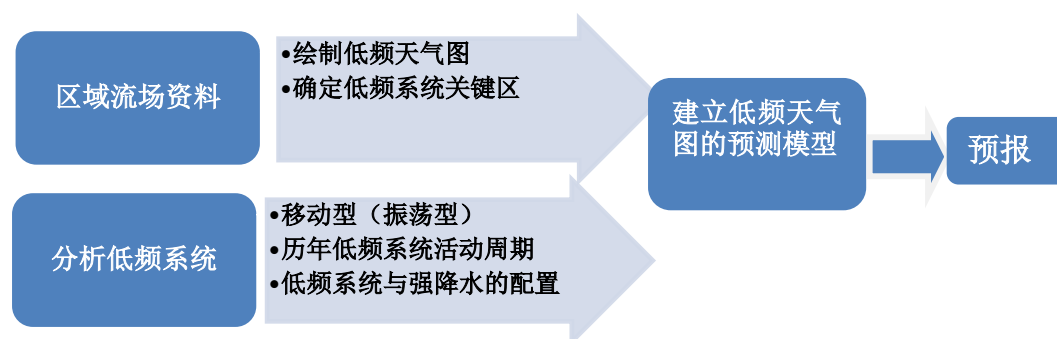 区域流场资料
•绘制低频天气图
•确定低频系统关键区
建立低频天气
图的预测模型
预报
分析低频系统
•移动型（振荡型）
•历年低频系统活动周期
•低频系统与强降水的配置